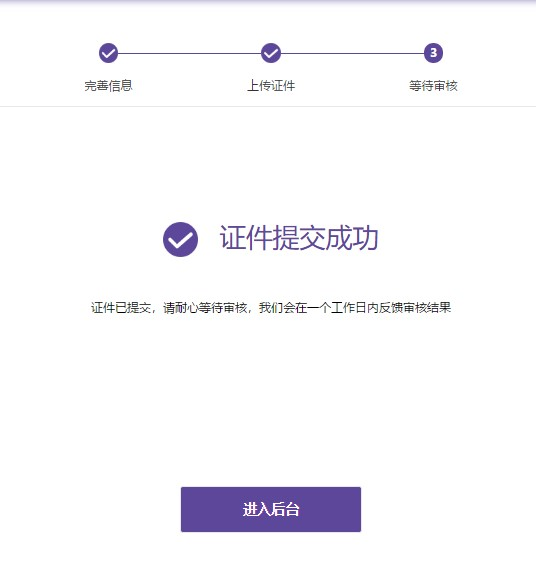 3
完善信息
上传证件
等待审核
证件提交成功
证件已提交，请耐心等待审核，我们会在一个工作日内反馈审核结果
进入后台